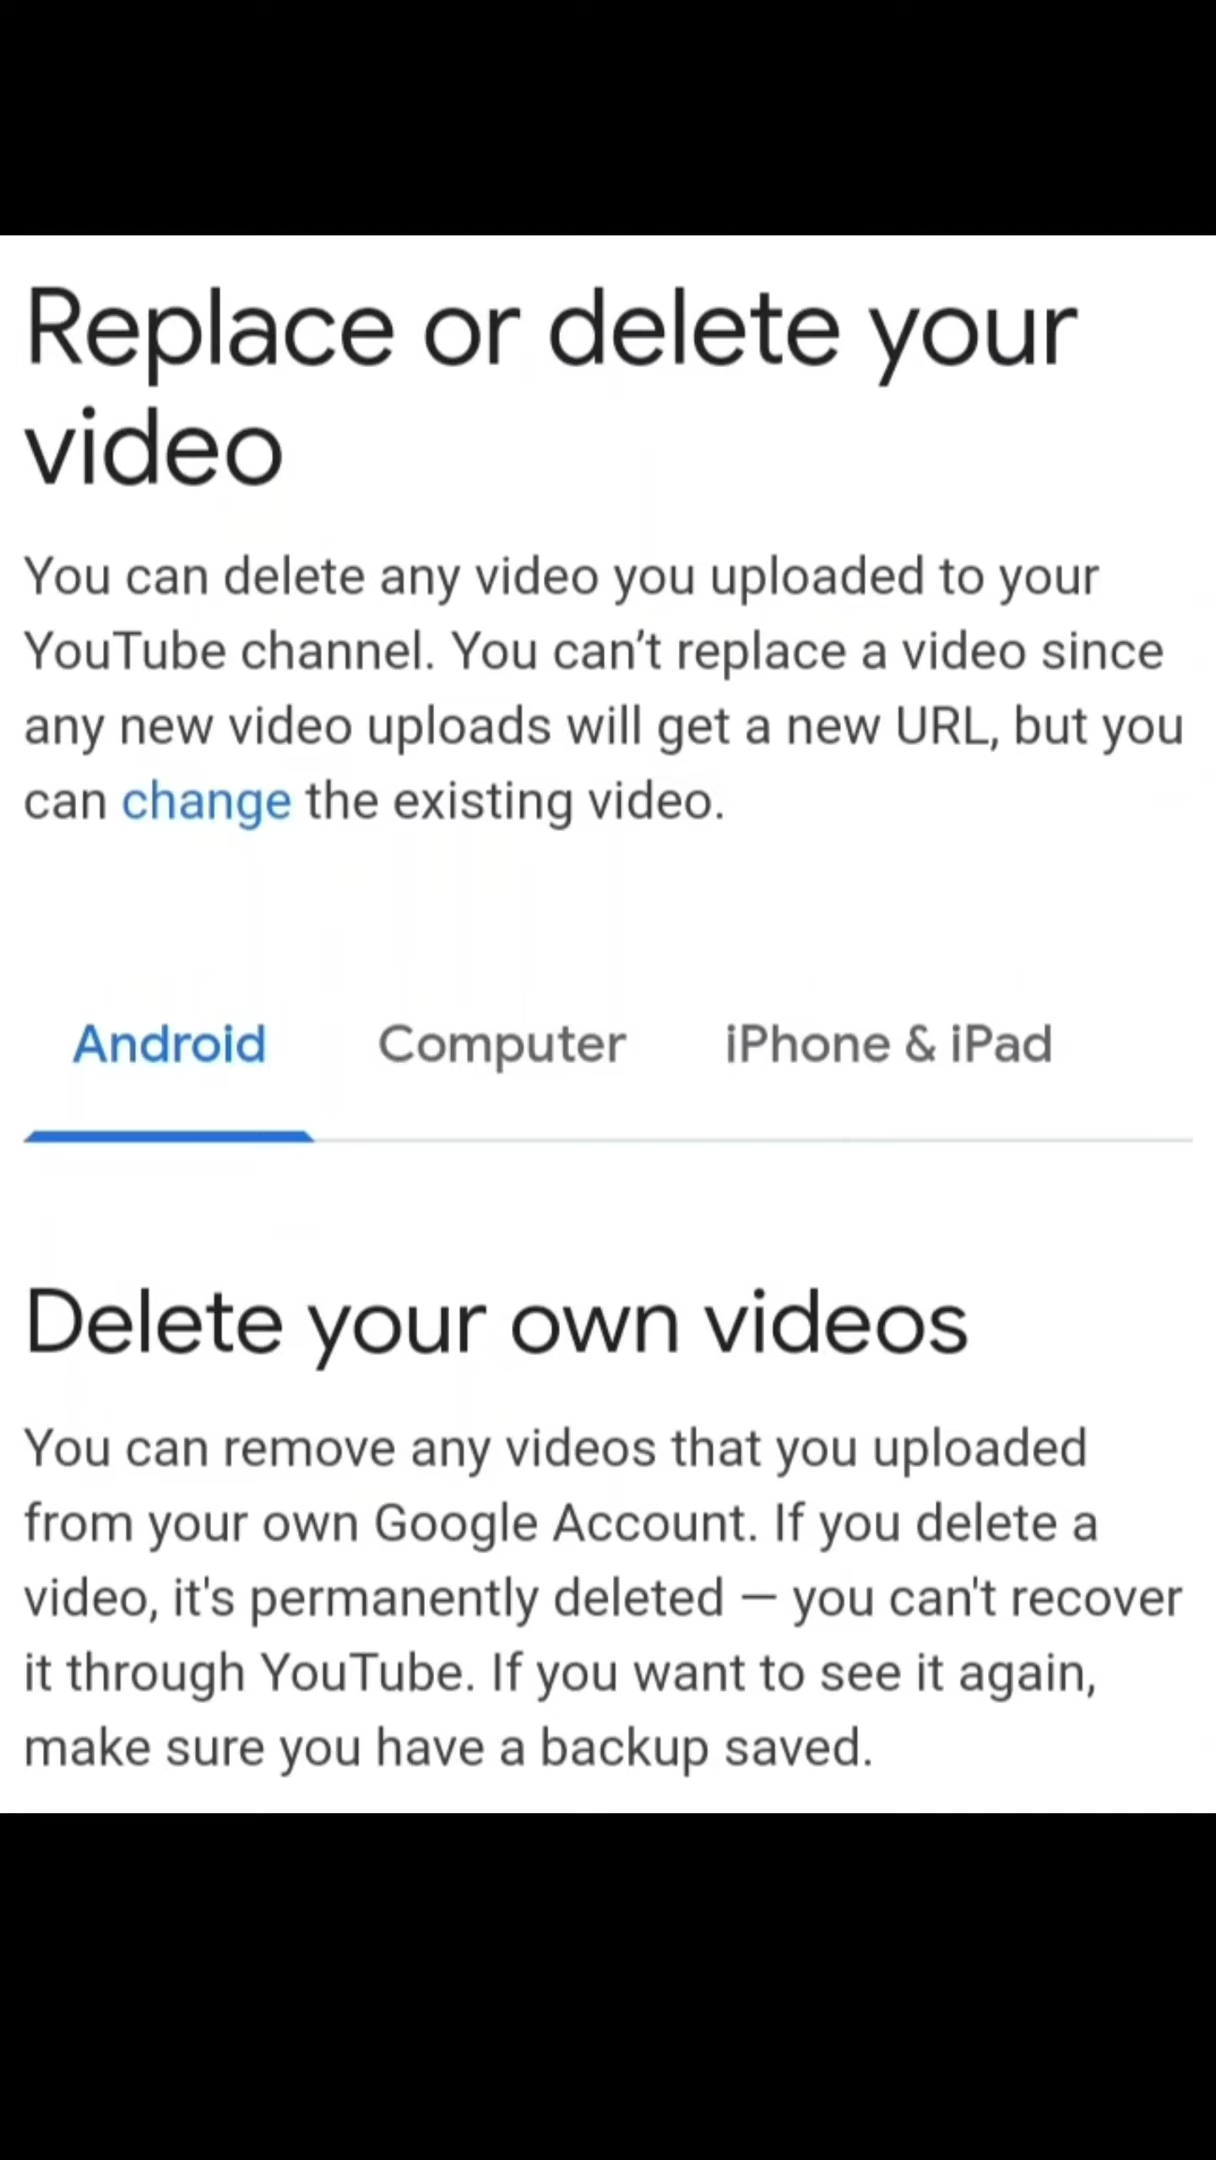 Replace or delete your
video
You can delete any video you uploaded to your
YouTube channel. You can’t replace a video since
any new video uploads will get a new URL, but you
can change the existing video.
Android Computer iPhone & iPad
Delete your own videos
You can remove any videos that you uploaded
from your own Google Account. If you delete a
video, it's permanently deleted — you can't recover
it through YouTube. If you want to see it again,
make sure you have a backup saved.